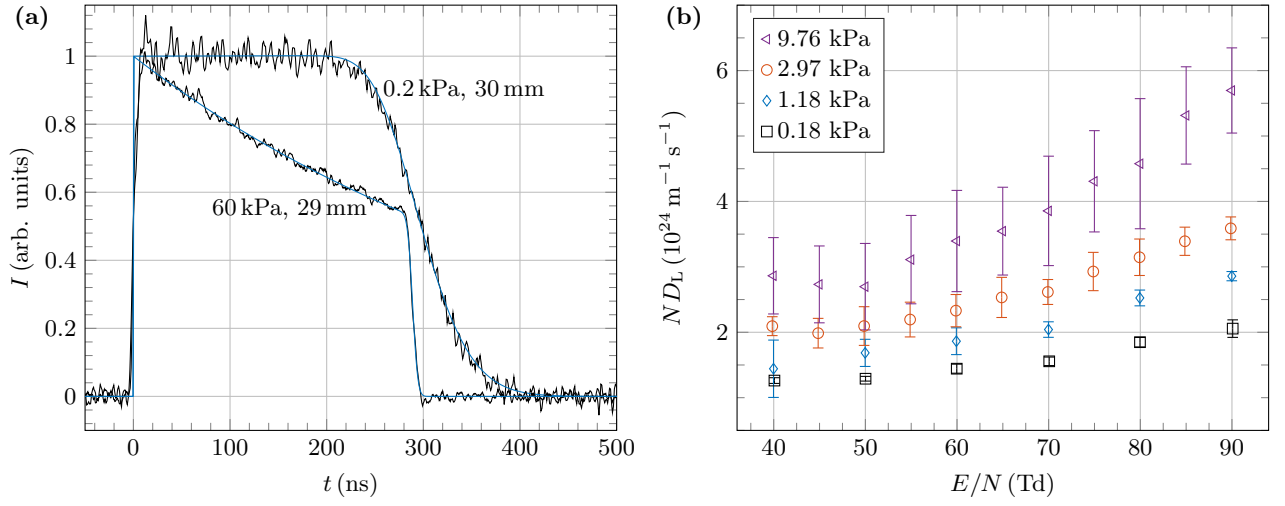 (a)
1
0.8
0.6
0.4
0.2
0
I (arb. units)
0.2 kPa, 30 mm
60 kPa, 29 mm
0 100 200 300 400 500
t (ns)
(b)
6
4
2
N D_L (10^24 m^−1 s^−1)
9.76 kPa
2.97 kPa
1.18 kPa
0.18 kPa
40 50 60 70 80 90
E/N (Td)